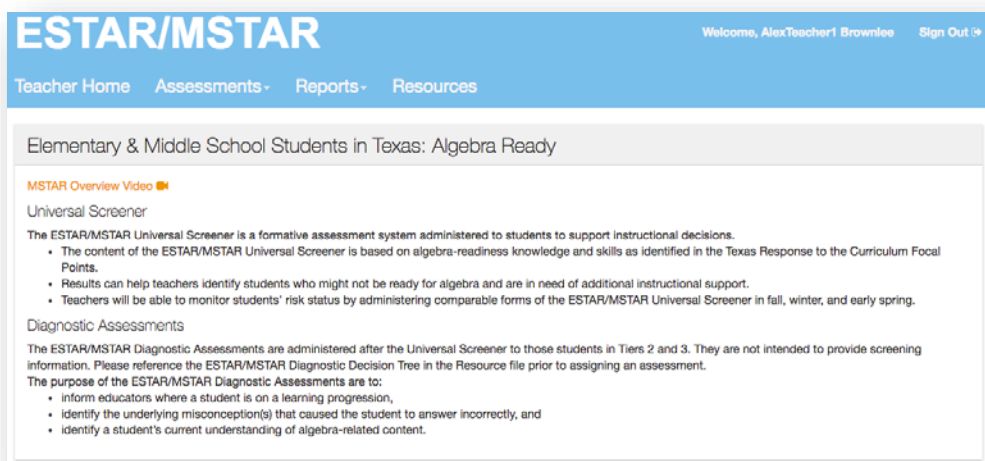 ESTAR/MSTAR
Welcome, AlexTeacher1 Brownlee Sign Out
Teacher Home Assessments Reports Resources
Elementary & Middle School Students in Texas: Algebra Ready
MSTAR Overview Video
Universal Screener
The ESTAR/MSTAR Universal Screener is a formative assessment system administered to students to support instructional decisions.
• The content of the ESTAR/MSTAR Universal Screener is based on algebra-readiness knowledge and skills as identified in the Texas Response to the Curriculum Focal
Points.
• Results can help teachers identify students who might not be ready for algebra and are in need of additional instructional support.
• Teachers will be able to monitor students' risk status by administering comparable forms of the ESTAR/MSTAR Universal Screener in fall, winter, and early spring.
Diagnostic Assessments
The ESTAR/MSTAR Diagnostic Assessments are administered after the Universal Screener to those students in Tiers 2 and 3. They are not intended to provide screening
information. Please reference the ESTAR/MSTAR Diagnostic Decision Tree in the Resource file prior to assigning an assessment.
The purpose of the ESTAR/MSTAR Diagnostic Assessments are to:
• inform educators where a student is on a learning progression,
• identify the underlying misconception(s) that caused the student to answer incorrectly, and
• identify a student's current understanding of algebra-related content.